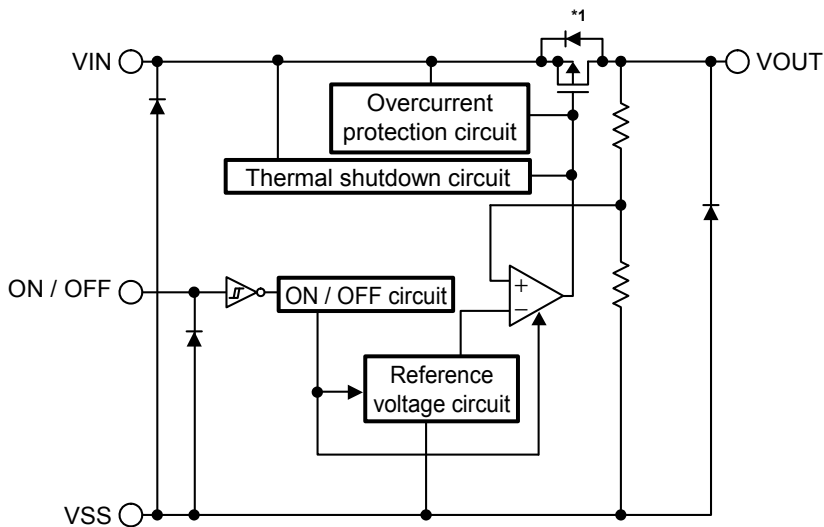 *1
VIN
VOUT
Overcurrent
protection circuit
Thermal shutdown circuit
ON / OFF
ON / OFF circuit
+
−
Reference
voltage circuit
VSS